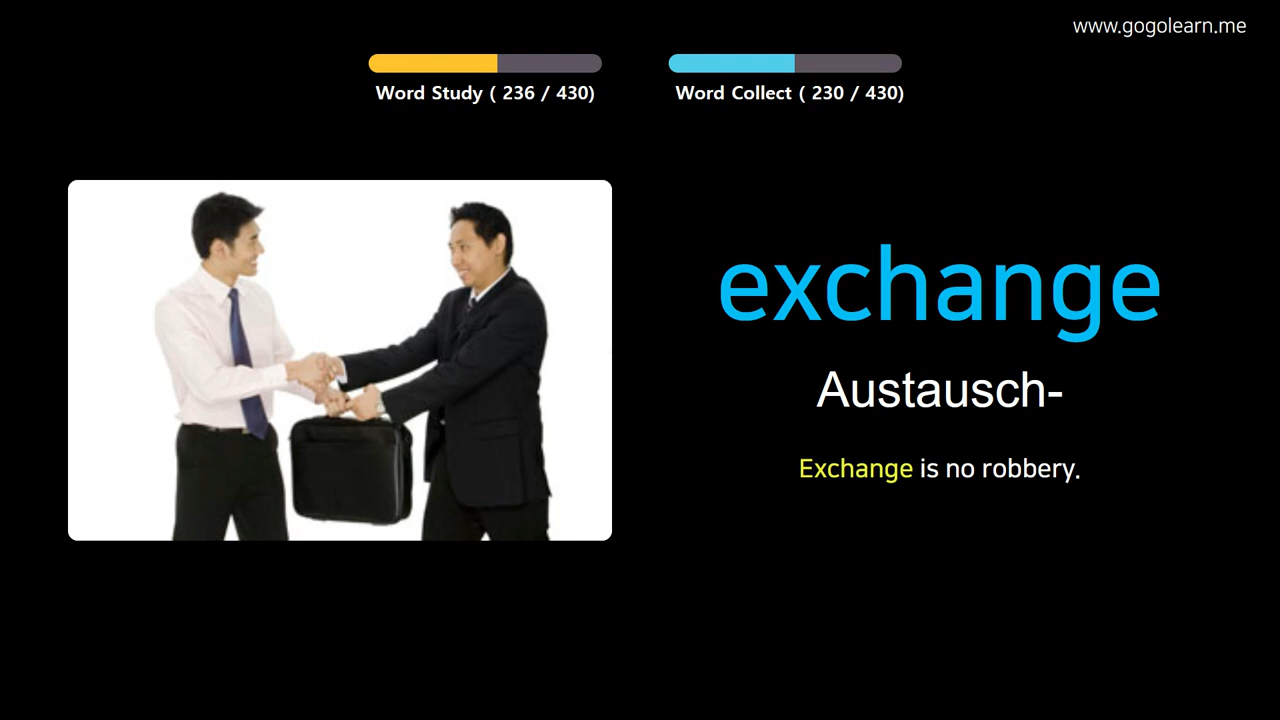 www.gogolearn.me
Word Study ( 236 / 430)
Word Collect ( 230 / 430)
exchange
Austausch-
Exchange is no robbery.